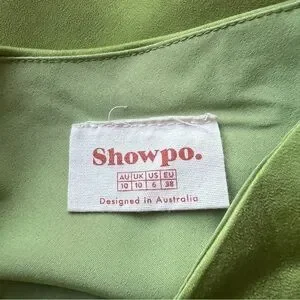 Showpo.
AU UK US EU
10 10 6 38
Designed in Australia